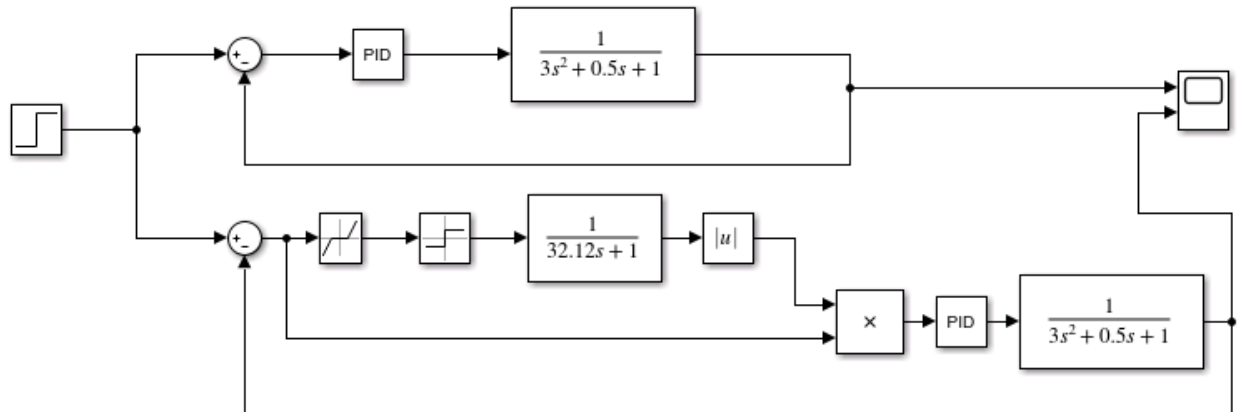 +
-
PID
1
3s² + 0.5s + 1
+
-
1
32.12s + 1
|u|
×
PID
1
3s² + 0.5s + 1